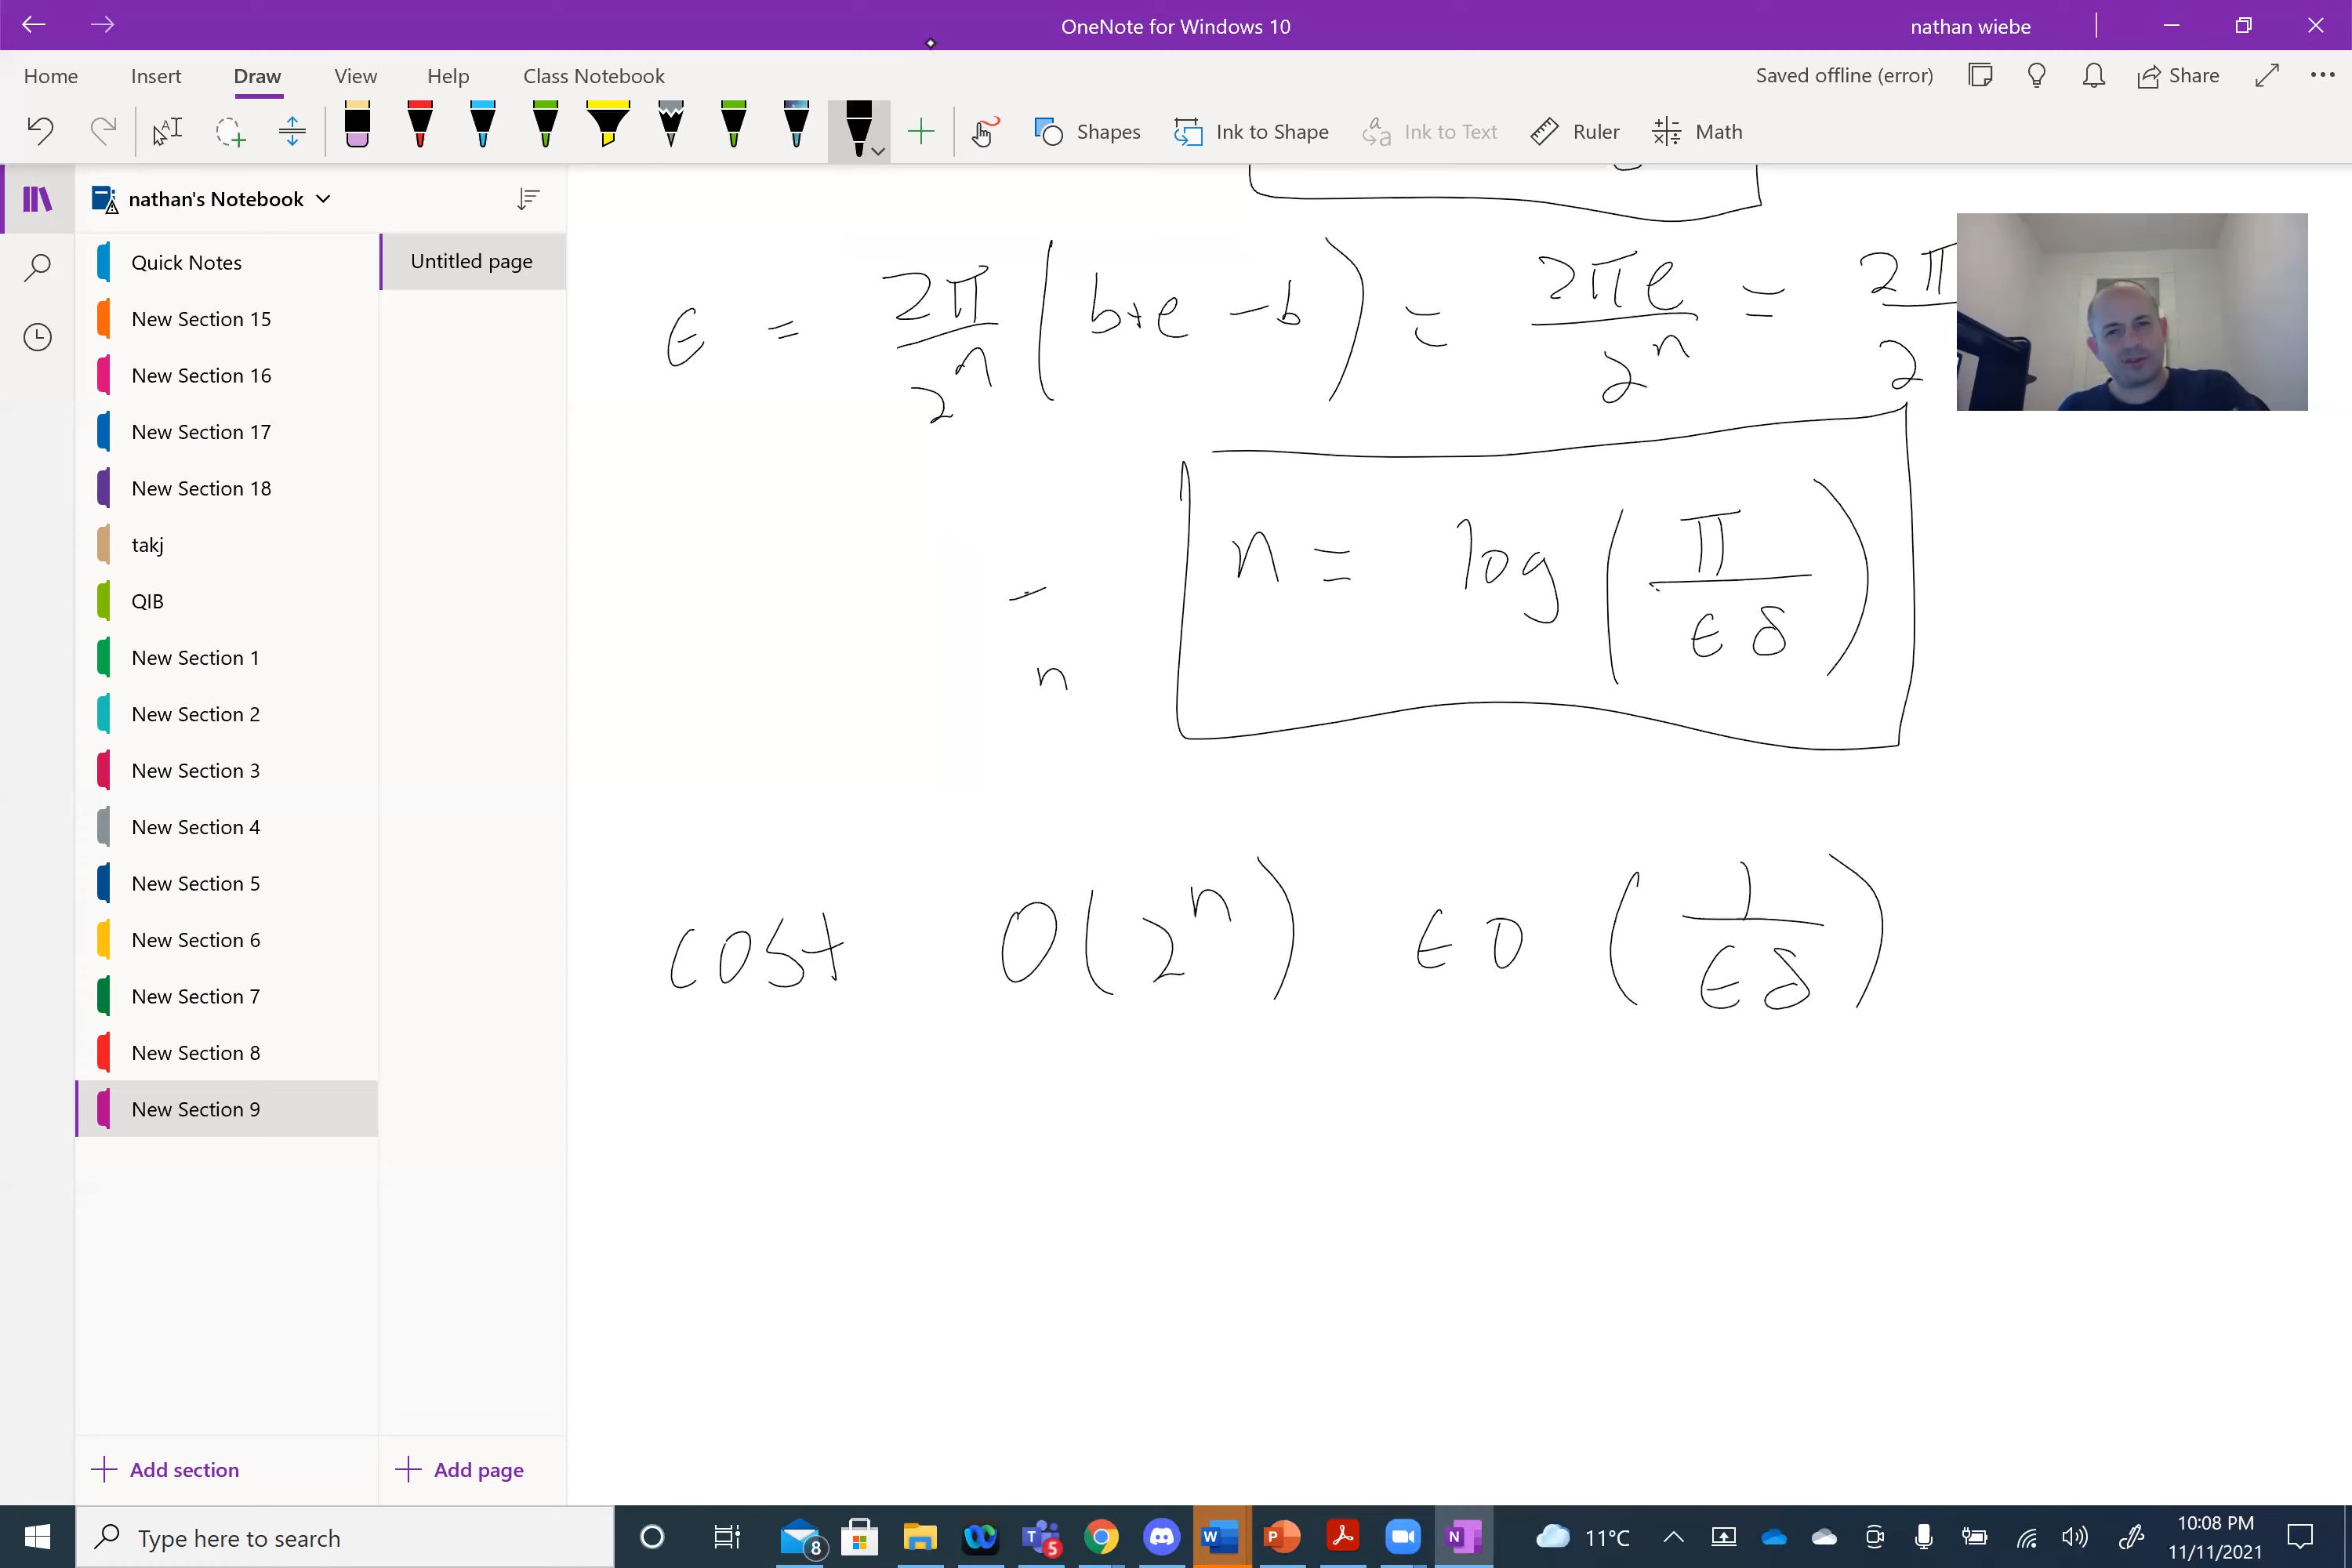 OneNote for Windows 10
nathan wiebe
Home Insert Draw View Help Class Notebook
Saved offline (error)
Share
Shapes
Ink to Shape
Ink to Text
Ruler
Math
nathan's Notebook
Quick Notes
New Section 15
New Section 16
New Section 17
New Section 18
takj
QIB
New Section 1
New Section 2
New Section 3
New Section 4
New Section 5
New Section 6
New Section 7
New Section 8
New Section 9
Add section
Untitled page
Add page
ϵ = 2π/2^n (b+e-b) = 2πe/2^n = 2π/2
n
n = log(π/ϵδ)
cost O(2^n) ∈ O(1/ϵδ)
Type here to search
8
5
11°C
10:08 PM
11/11/2021